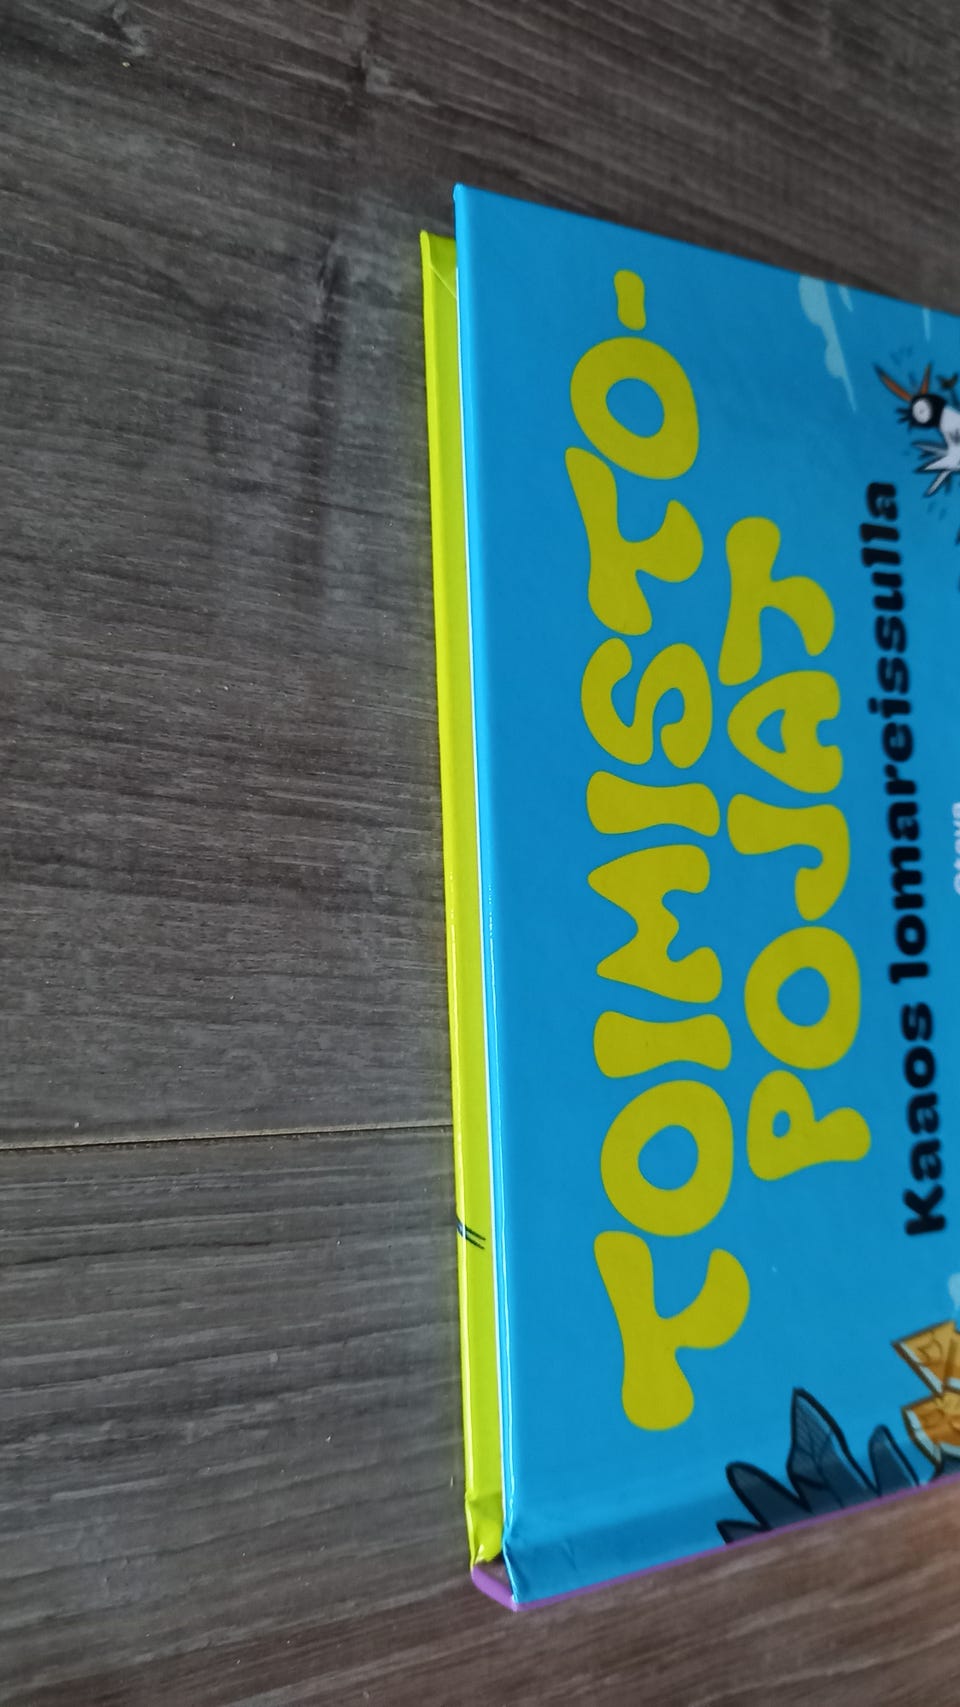 TOIMISTO-
POJAT
Kaaos lomareissulla